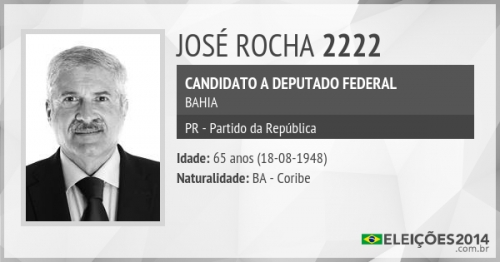 JOSÉ ROCHA 2222
CANDIDATO A DEPUTADO FEDERAL
BAHIA
PR - Partido da República
Idade: 65 anos (18-08-1948)
Naturalidade: BA - Coribe
ELEIÇÕES2014
.com.br